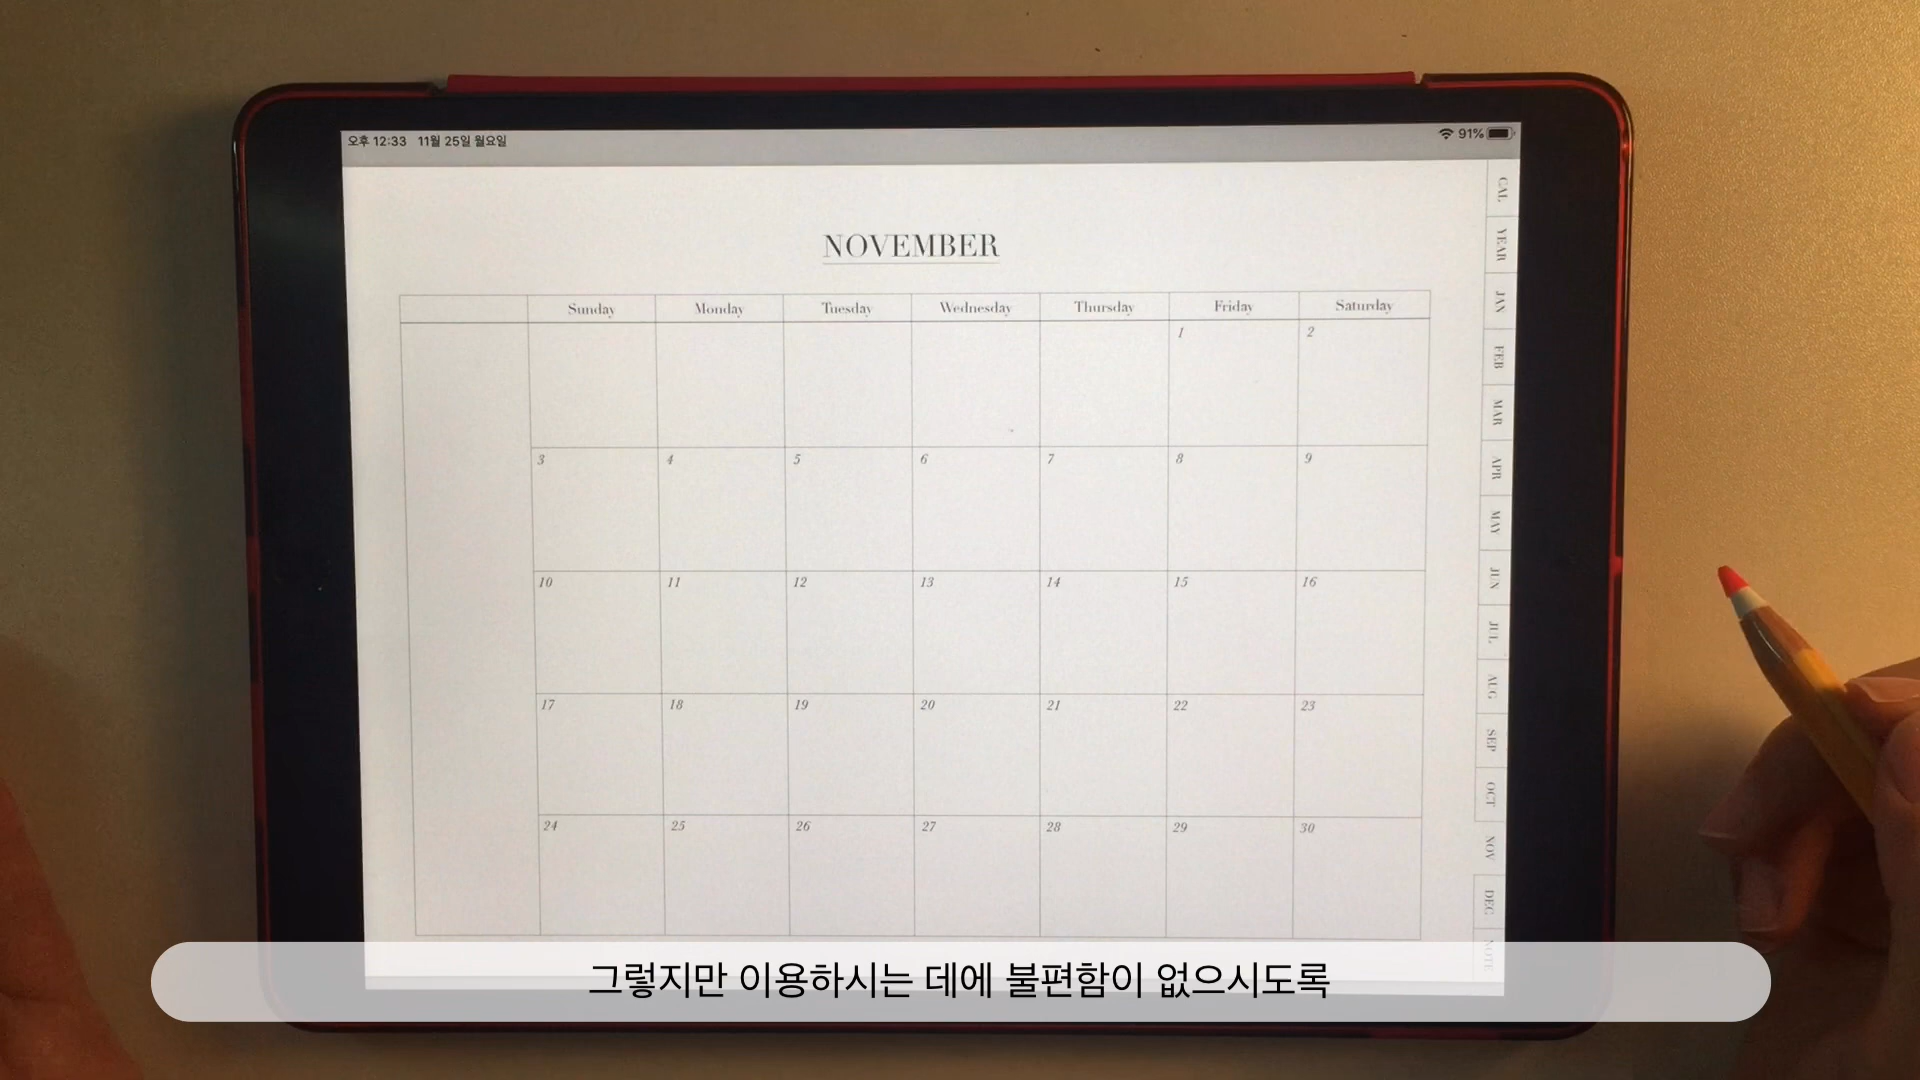 오후 12:33 11월 25일 월요일
91%
NOVEMBER
Sunday Monday Tuesday Wednesday Thursday Friday Saturday
1 2
3 4 5 6 7 8 9
10 11 12 13 14 15 16
17 18 19 20 21 22 23
24 25 26 27 28 29 30
CAL
YEAR
JAN
FEB
MAR
APR
MAY
JUN
JUL
AUG
SEP
OCT
NOV
DEC
NOTE
그렇지만 이용하시는 데에 불편함이 없으시도록